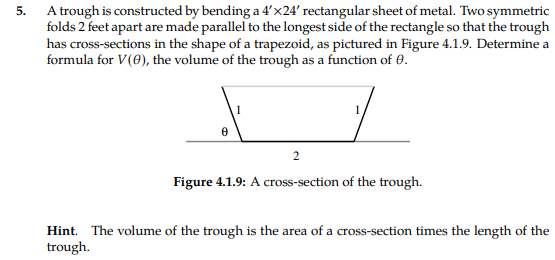 5. A trough is constructed by bending a 4′×24′ rectangular sheet of metal. Two symmetric
folds 2 feet apart are made parallel to the longest side of the rectangle so that the trough
has cross-sections in the shape of a trapezoid, as pictured in Figure 4.1.9. Determine a
formula for V(θ), the volume of the trough as a function of θ.
1
1
θ
2
Figure 4.1.9: A cross-section of the trough.
Hint. The volume of the trough is the area of a cross-section times the length of the
trough.